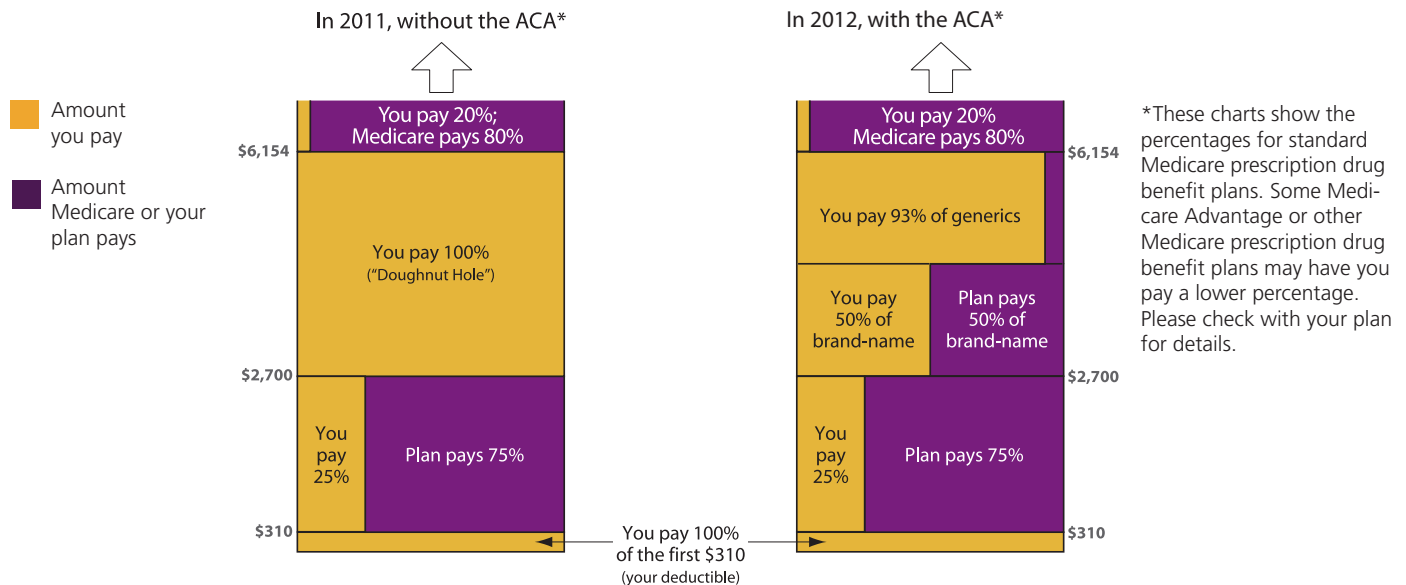 In 2011, without the ACA*
In 2012, with the ACA*
Amount
you pay
Amount
Medicare or your
plan pays
You pay 20%;
Medicare pays 80%
$6,154
You pay 100%
("Doughnut Hole")
$2,700
You
pay
25%
Plan pays 75%
$310
You pay 100%
of the first $310
(your deductible)
You pay 20%
Medicare pays 80%
$6,154
You pay 93% of generics
You pay
50% of
brand-name
Plan pays
50% of
brand-name
$2,700
You
pay
25%
Plan pays 75%
$310
*These charts show the
percentages for standard
Medicare prescription drug
benefit plans. Some Medi-
care Advantage or other
Medicare prescription drug
benefit plans may have you
pay a lower percentage.
Please check with your plan
for details.